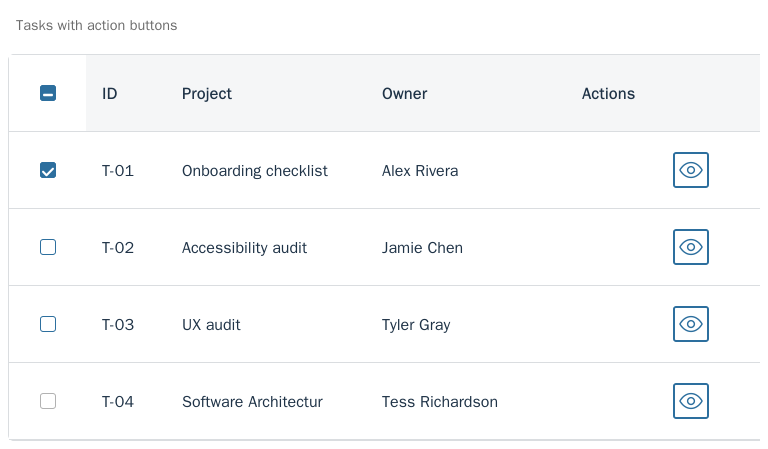 Tasks with action buttons
ID Project Owner Actions
T-01 Onboarding checklist Alex Rivera
T-02 Accessibility audit Jamie Chen
T-03 UX audit Tyler Gray
T-04 Software Architectur Tess Richardson